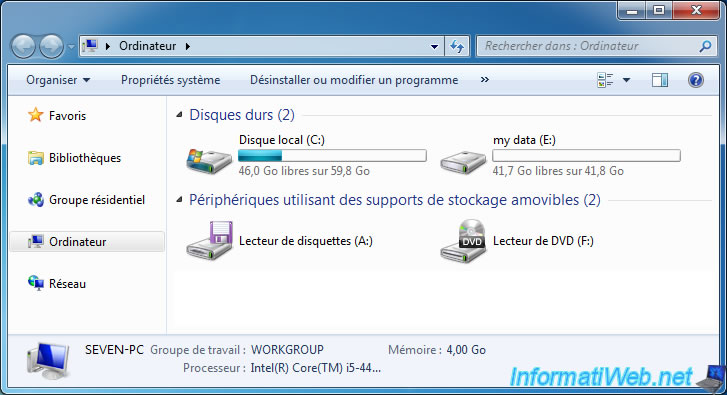 Ordinateur
Rechercher dans : Ordinateur
Organiser
Propriétés système
Désinstaller ou modifier un programme
»
Favoris
Bibliothèques
Groupe résidentiel
Ordinateur
Réseau
Disques durs (2)
Disque local (C:)
46,0 Go libres sur 59,8 Go
my data (E:)
41,7 Go libres sur 41,8 Go
Périphériques utilisant des supports de stockage amovibles (2)
Lecteur de disquettes (A:)
DVD
Lecteur de DVD (F:)
SEVEN-PC Groupe de travail : WORKGROUP Mémoire : 4,00 Go
Processeur : Intel(R) Core(TM) i5-44...
InformatiWeb.net